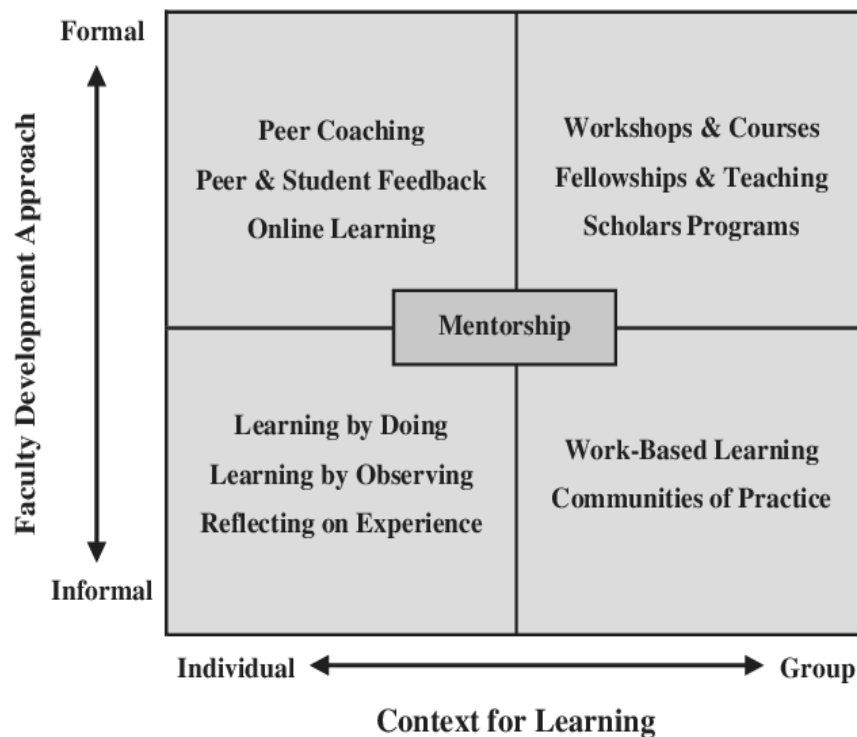 Formal
Faculty Development Approach
Informal
Peer Coaching
Peer & Student Feedback
Online Learning
Workshops & Courses
Fellowships & Teaching
Scholars Programs
Mentorship
Learning by Doing
Learning by Observing
Reflecting on Experience
Work-Based Learning
Communities of Practice
Individual
Group
Context for Learning